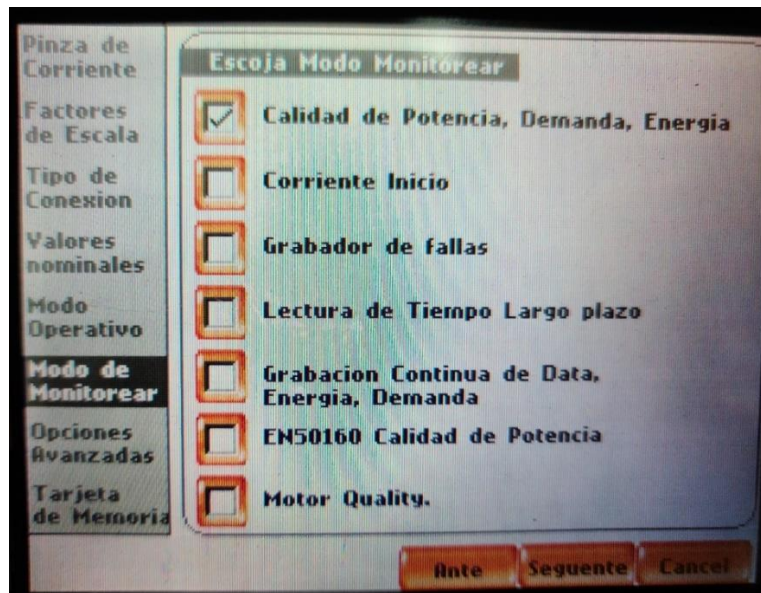 Pinza de
Corriente
Factores
de Escala
Tipo de
Conexion
Valores
nominales
Modo
Operativo
Modo de
Monitorear
Opciones
Avanzadas
Tarjeta
de Memoria
Escoja Modo Monitorear
Calidad de Potencia, Demanda, Energia
Corriente Inicio
Grabador de fallas
Lectura de Tiempo Largo plazo
Grabacion Continua de Data,
Energia, Demanda
EN50160 Calidad de Potencia
Motor Quality.
Ante
Seguente
Cancel